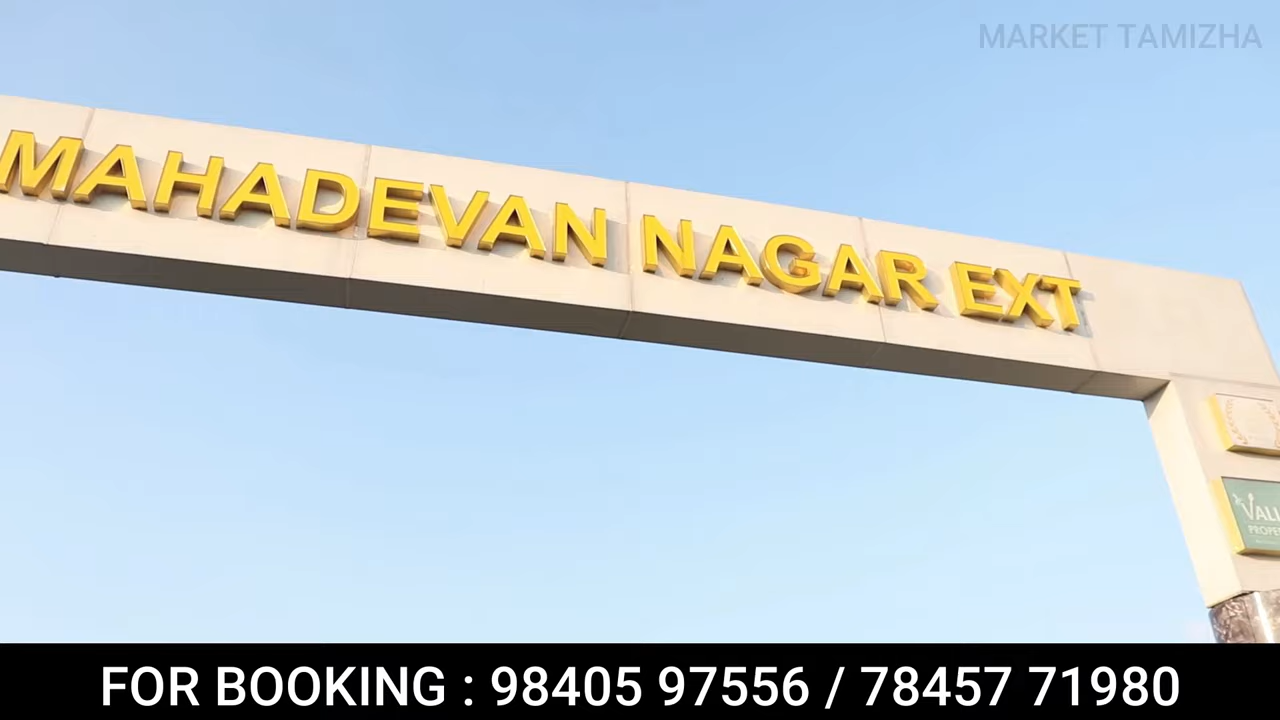 MARKET TAMIZHA
MAHADEVAN NAGAR EXT
FOR BOOKING : 98405 97556 / 78457 71980